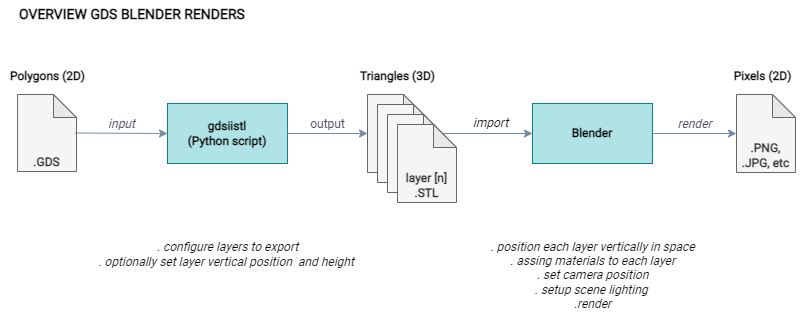 OVERVIEW GDS BLENDER RENDERS
Polygons (2D)
Triangles (3D)
Pixels (2D)
.GDS
input
gdsiistl
(Python script)
output
layer [n]
.STL
import
Blender
render
.PNG,
.JPG, etc
. configure layers to export
. optionally set layer vertical position  and height
. position each layer vertically in space
. assing materials to each layer
. set camera position
. setup scene lighting
.render